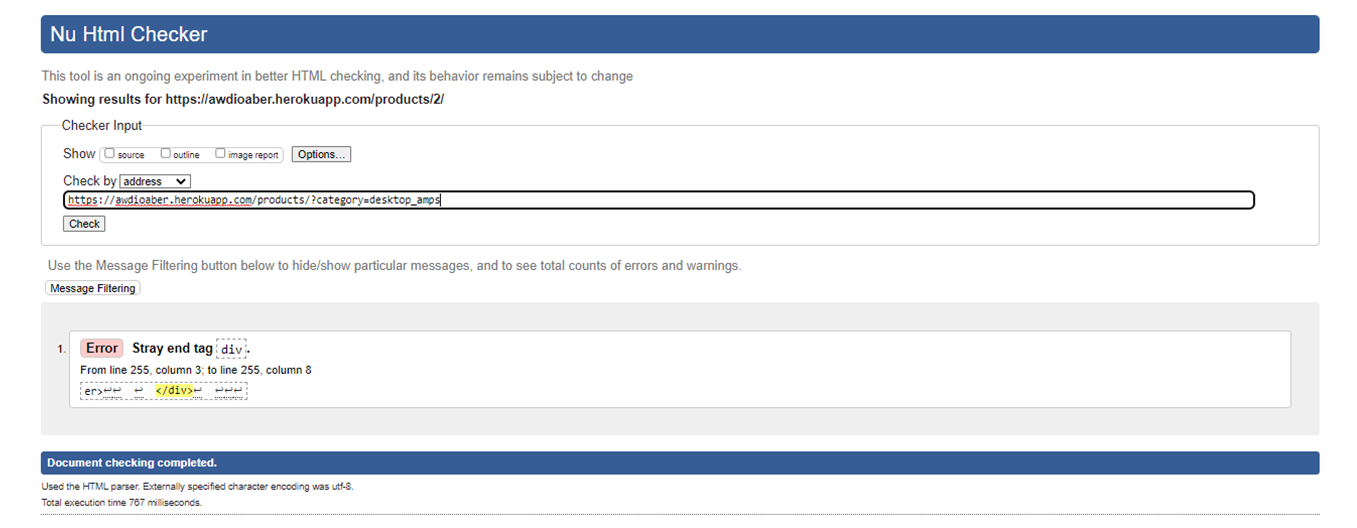 Nu Html Checker
This tool is an ongoing experiment in better HTML checking, and its behavior remains subject to change
Showing results for https://awdioaber.herokuapp.com/products/2/
Checker Input
Show source outline image report Options...
Check by address
https://awdioaber.herokuapp.com/products/?category=desktop_amps
Check
Use the Message Filtering button below to hide/show particular messages, and to see total counts of errors and warnings.
Message Filtering
1. Error Stray end tag div.
From line 255, column 3; to line 255, column 8
er>↩↩ ↩ </div>↩ ↩↩↩
Document checking completed.
Used the HTML parser. Externally specified character encoding was utf-8.
Total execution time 767 milliseconds.